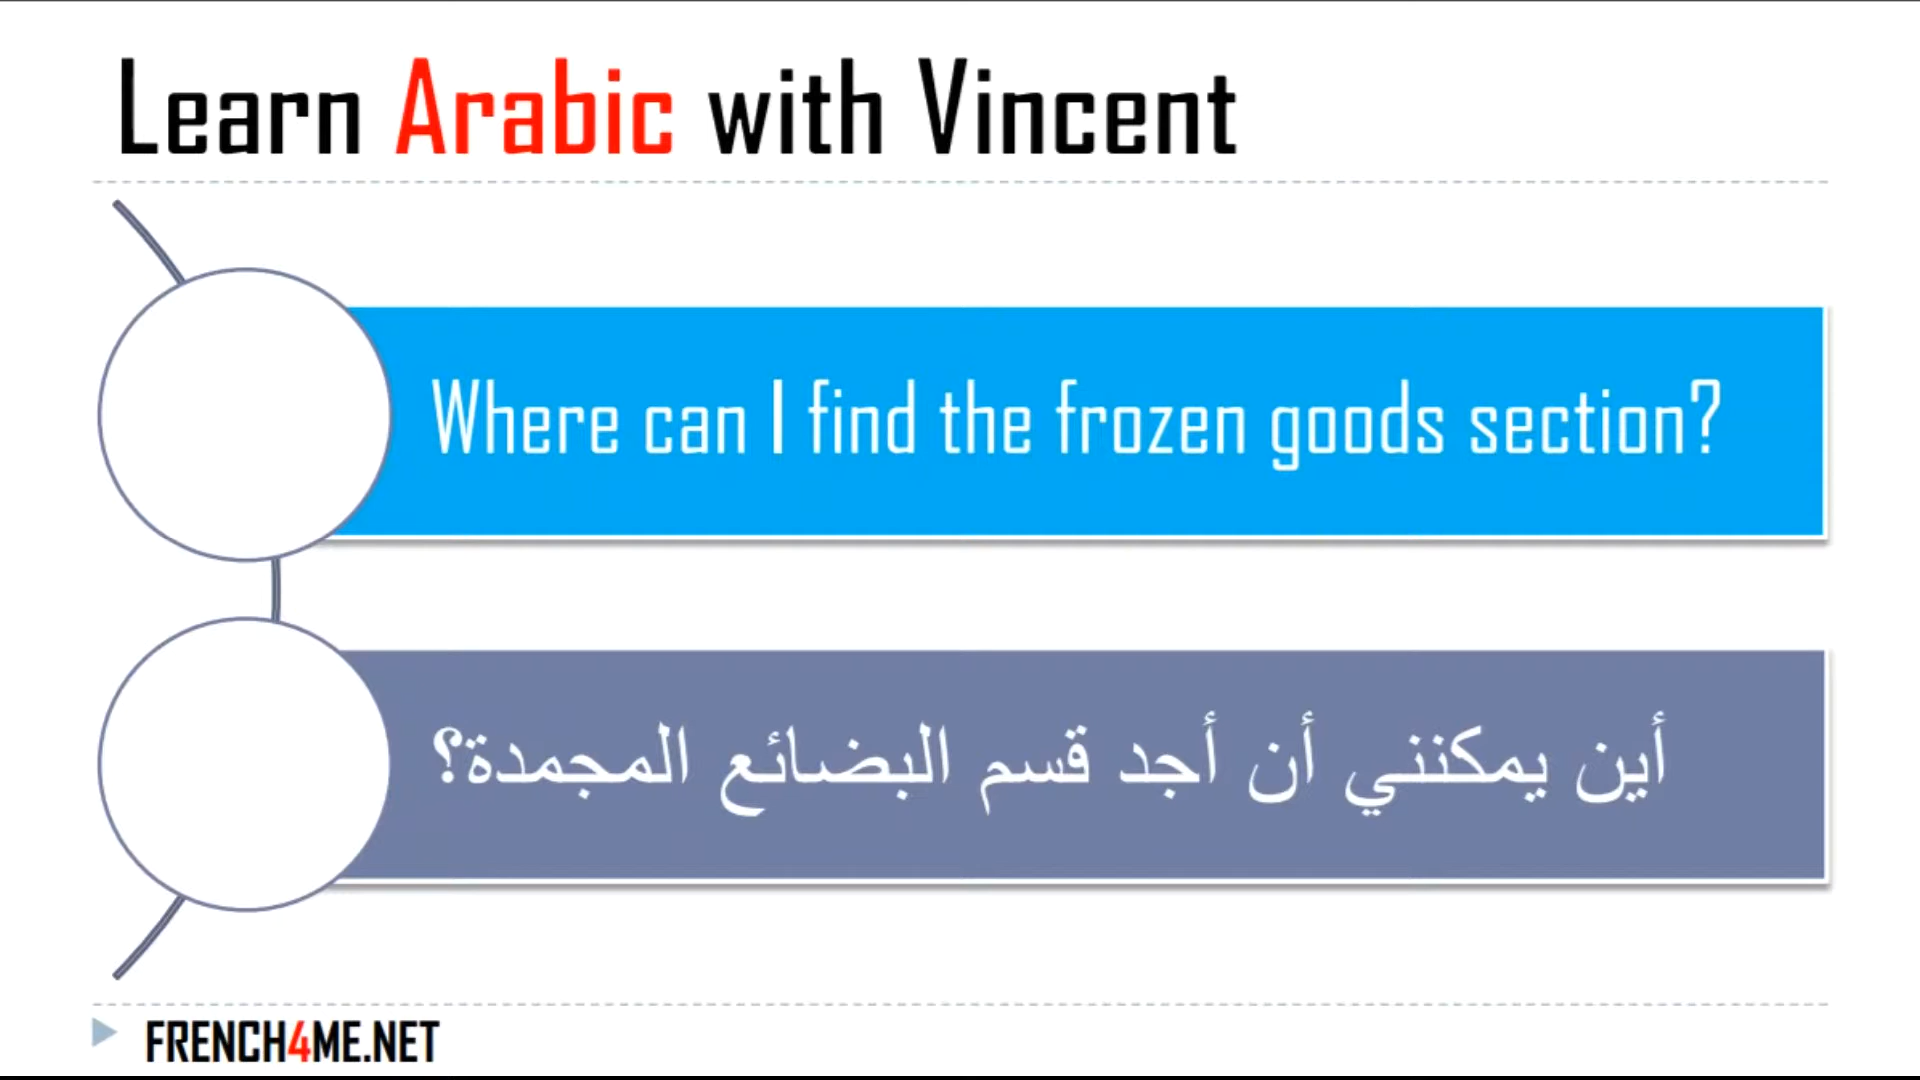 Learn Arabic with Vincent
Where can I find the frozen goods section?
أين يمكنني أن أجد قسم البضائع المجمدة؟
FRENCH4ME.NET